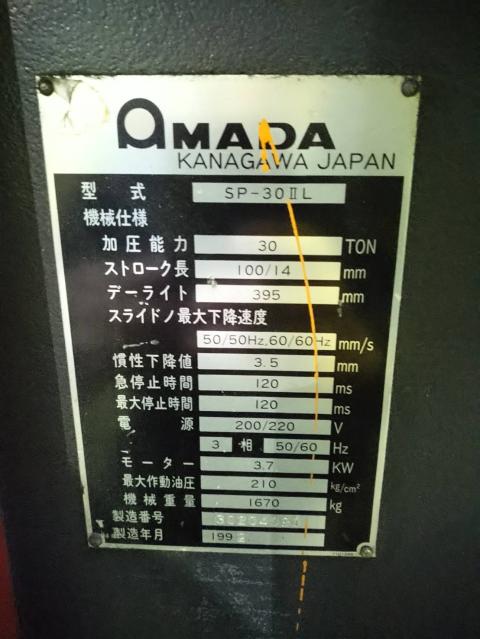 AMADA
KANAGAWA JAPAN
型式 SP-30ⅡL
機械仕様
加圧能力 30 TON
ストローク長 100/14 mm
デーライト 395 mm
スライドノ最大下降速度
50/50Hz,60/60Hz mm/s
慣性下降値 3.5 mm
急停止時間 120 ms
最大停止時間 120 ms
電源 200/220 V
3 相 50/60 Hz
モーター 3.7 KW
最大作動油圧 210 kg/cm²
機械重量 1670 kg
製造番号
製造年月 199